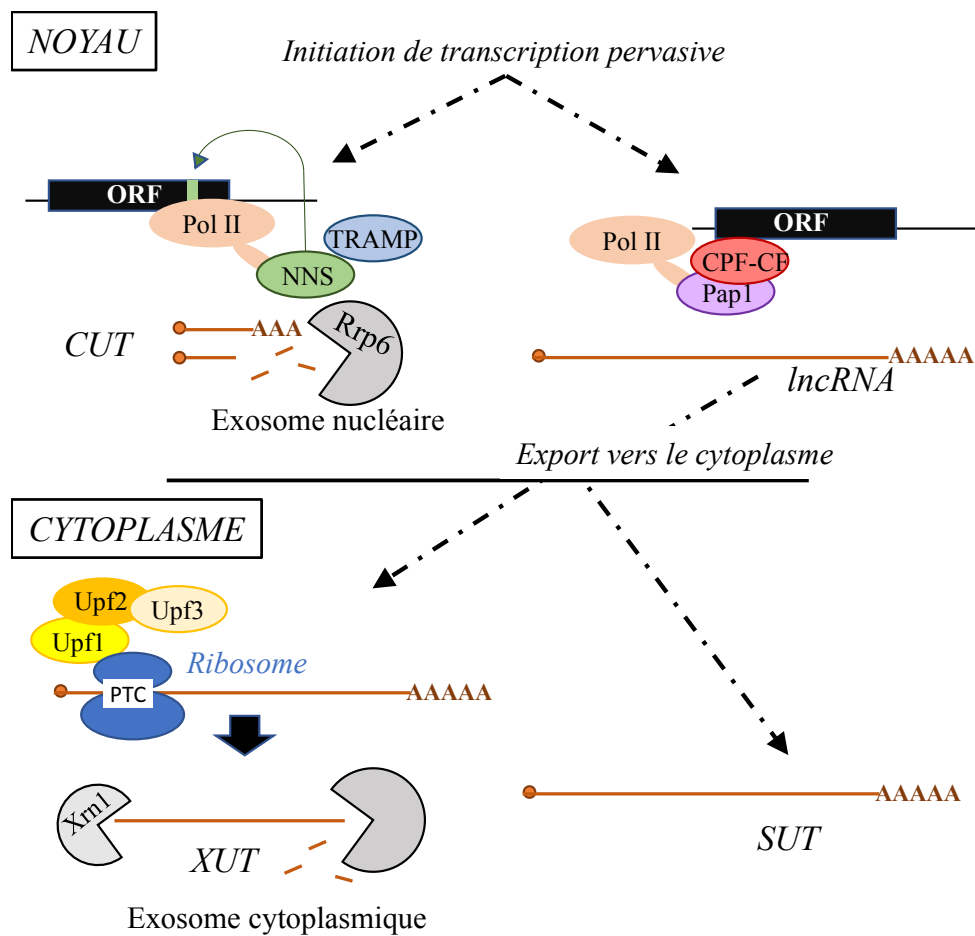 NOYAU
Initiation de transcription pervasive
ORF
Pol II
TRAMP
NNS
CUT
AAA
Rrp6
Exosome nucléaire
ORF
Pol II
CPF-CF
Pap1
AAAAA
lncRNA
Export vers le cytoplasme
CYTOPLASME
Upf2
Upf3
Upf1
Ribosome
PTC
AAAAA
Xrn1
XUT
Exosome cytoplasmique
AAAAA
SUT